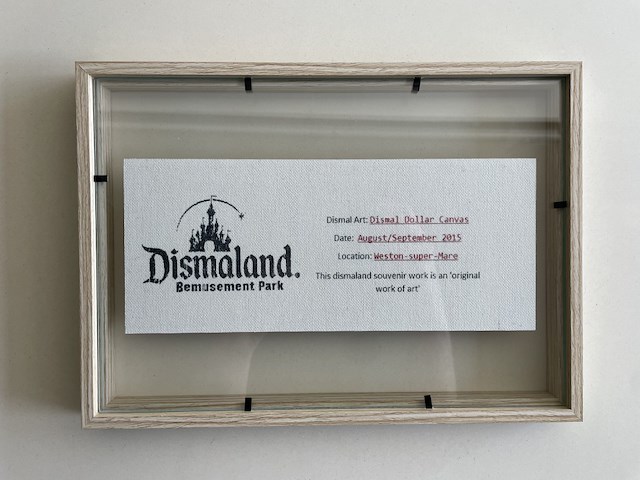 Dismaland.
Bemusement Park
Dismal Art: Dismal Dollar Canvas
Date: August/September 2015
Location: Weston-super-Mare
This dismaland souvenir work is an 'original
work of art'